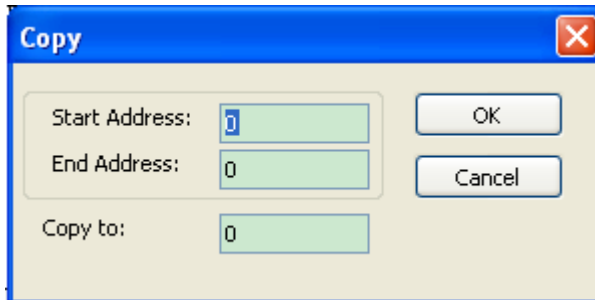 Copy
Start Address: 0 OK
End Address: 0 Cancel
Copy to: 0